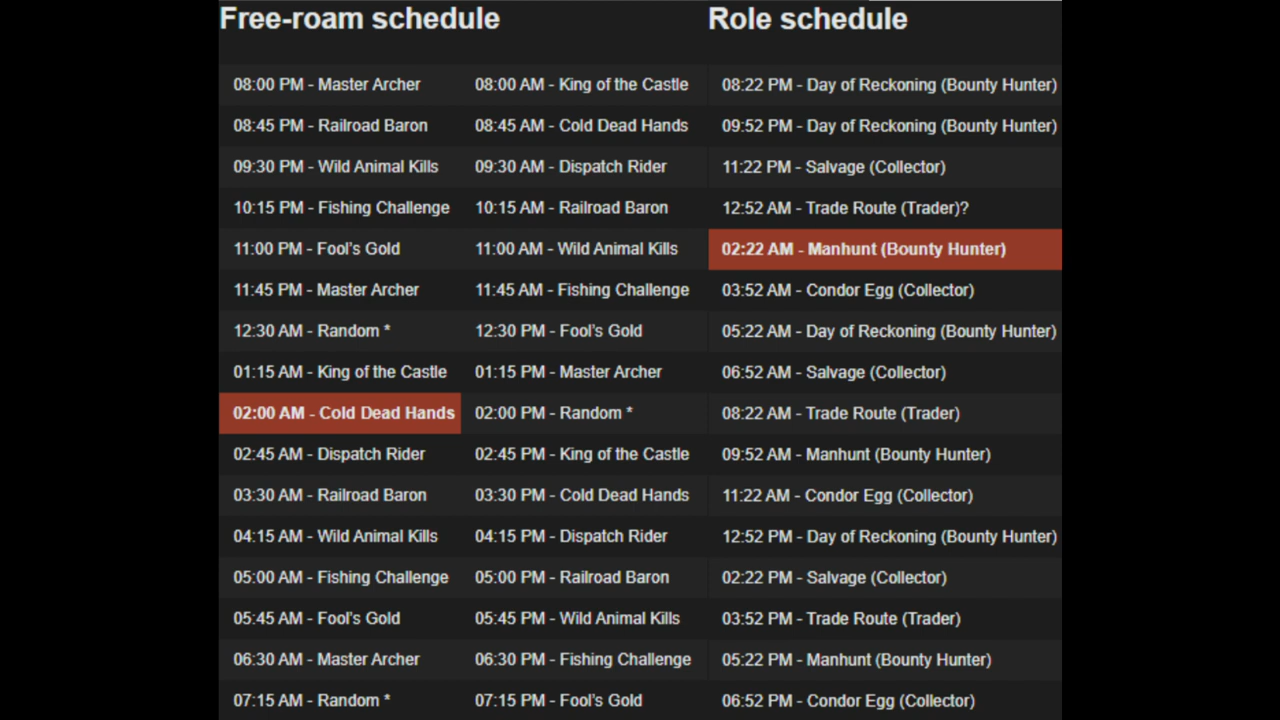 Free-roam schedule
Role schedule
08:00 PM - Master Archer
08:00 AM - King of the Castle
08:22 PM - Day of Reckoning (Bounty Hunter)
08:45 PM - Railroad Baron
08:45 AM - Cold Dead Hands
09:52 PM - Day of Reckoning (Bounty Hunter)
09:30 PM - Wild Animal Kills
09:30 AM - Dispatch Rider
11:22 PM - Salvage (Collector)
10:15 PM - Fishing Challenge
10:15 AM - Railroad Baron
12:52 AM - Trade Route (Trader)?
11:00 PM - Fool's Gold
11:00 AM - Wild Animal Kills
02:22 AM - Manhunt (Bounty Hunter)
11:45 PM - Master Archer
11:45 AM - Fishing Challenge
03:52 AM - Condor Egg (Collector)
12:30 AM - Random *
12:30 PM - Fool's Gold
05:22 AM - Day of Reckoning (Bounty Hunter)
01:15 AM - King of the Castle
01:15 PM - Master Archer
06:52 AM - Salvage (Collector)
02:00 AM - Cold Dead Hands
02:00 PM - Random *
08:22 AM - Trade Route (Trader)
02:45 AM - Dispatch Rider
02:45 PM - King of the Castle
09:52 AM - Manhunt (Bounty Hunter)
03:30 AM - Railroad Baron
03:30 PM - Cold Dead Hands
11:22 AM - Condor Egg (Collector)
04:15 AM - Wild Animal Kills
04:15 PM - Dispatch Rider
12:52 PM - Day of Reckoning (Bounty Hunter)
05:00 AM - Fishing Challenge
05:00 PM - Railroad Baron
02:22 PM - Salvage (Collector)
05:45 AM - Fool's Gold
05:45 PM - Wild Animal Kills
03:52 PM - Trade Route (Trader)
06:30 AM - Master Archer
06:30 PM - Fishing Challenge
05:22 PM - Manhunt (Bounty Hunter)
07:15 AM - Random *
07:15 PM - Fool's Gold
06:52 PM - Condor Egg (Collector)